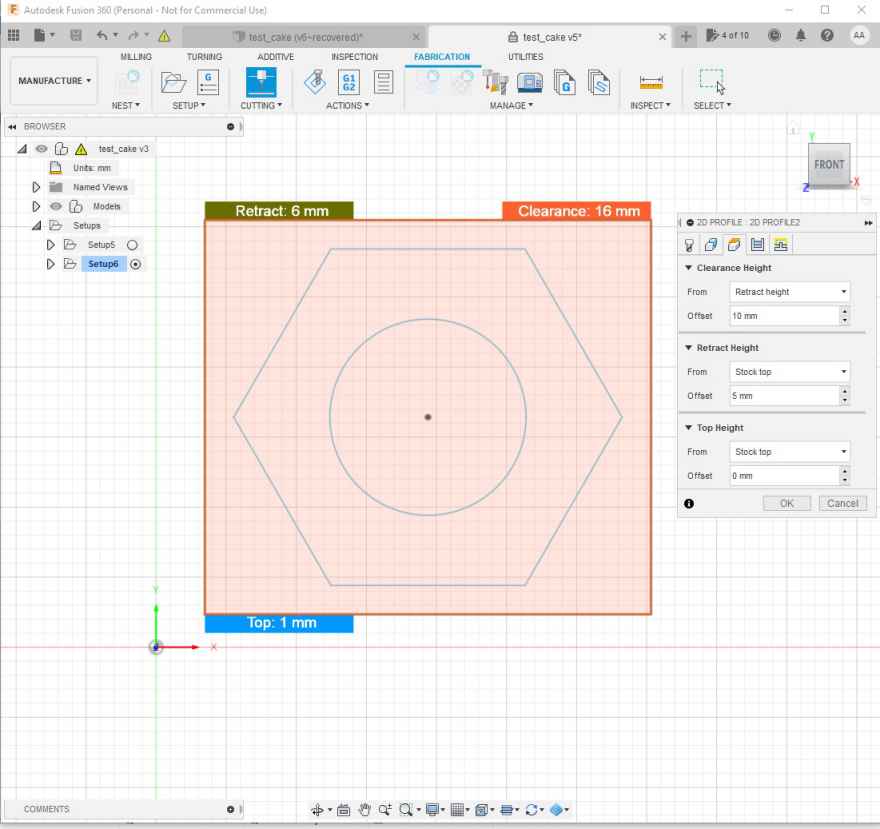 Autodesk Fusion 360 (Personal - Not for Commercial Use)
test_cake (v6~recovered)*
test_cake v5*
4 of 10
AA
MILLING
TURNING
ADDITIVE
INSPECTION
FABRICATION
UTILITIES
MANUFACTURE
G1
G2
G
G
S
NEST
SETUP
CUTTING
ACTIONS
MANAGE
INSPECT
SELECT
BROWSER
test_cake v3
Units: mm
Named Views
Models
Setups
Setup5
Setup6
Y
FRONT
X
Z
Retract: 6 mm
Clearance: 16 mm
Top: 1 mm
Y
X
2D PROFILE : 2D PROFILE2
Clearance Height
From Retract height
Offset 10 mm
Retract Height
From Stock top
Offset 5 mm
Top Height
From Stock top
Offset 0 mm
OK Cancel
COMMENTS